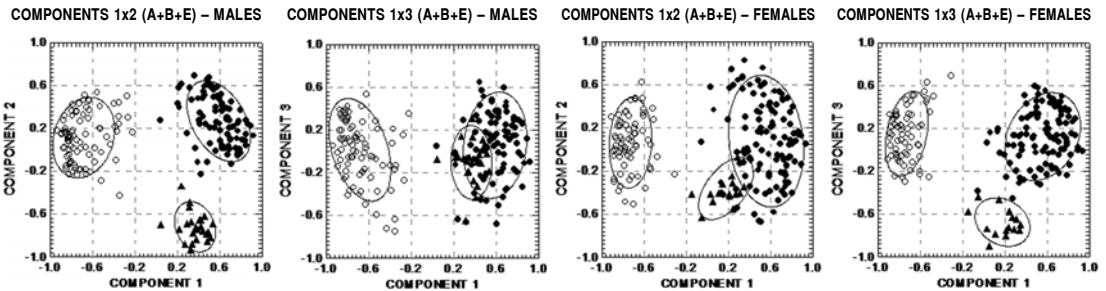 COMPONENTS 1x2 (A+B+E) – MALES
COMPONENT 2
1.0
0.6
0.2
-0.2
-0.6
-1.0
-1.0 -0.6 -0.2 0.2 0.6 1.0
COMPONENT 1
COMPONENTS 1x3 (A+B+E) – MALES
COMPONENT 3
1.0
0.6
0.2
-0.2
-0.6
-1.0
-1.0 -0.6 -0.2 0.2 0.6 1.0
COMPONENT 1
COMPONENTS 1x2 (A+B+E) – FEMALES
COMPONENT 2
1.0
0.6
0.2
-0.2
-0.6
-1.0
-1.0 -0.6 -0.2 0.2 0.6 1.0
COMPONENT 1
COMPONENTS 1x3 (A+B+E) – FEMALES
COMPONENT 3
1.0
0.6
0.2
-0.2
-0.6
-1.0
-1.0 -0.6 -0.2 0.2 0.6 1.0
COMPONENT 1